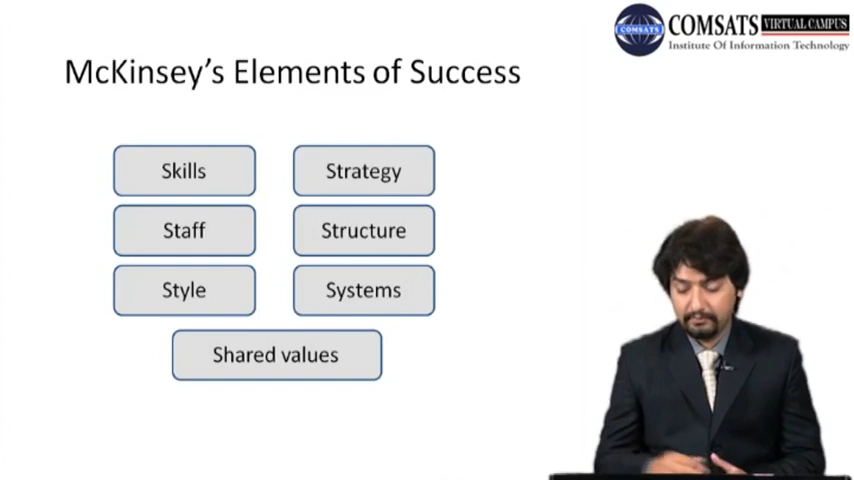 COMSATS VIRTUAL CAMPUS
COMSATS
Institute Of Information Technology
McKinsey's Elements of Success
Skills
Strategy
Staff
Structure
Style
Systems
Shared values